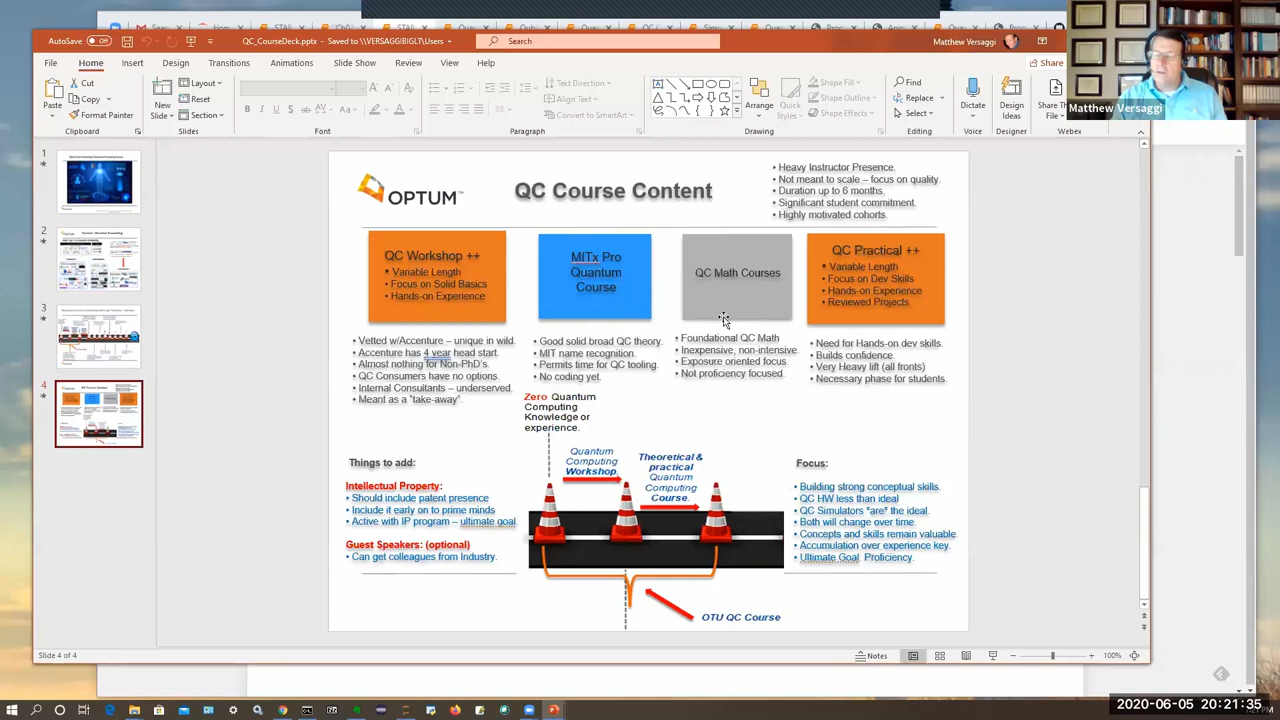 AutoSave Off
QC_CourseDeck.pptx - Saved to \\VERSAGGIBIGLT\Users
Search
Matthew Versaggi
File Home Insert Design Transitions Animations Slide Show Review View Help
Share
Paste
Cut
Copy
Format Painter
Clipboard
New
Slide
Layout
Reset
Section
Slides
Font
Text Direction
Align Text
Convert to SmartArt
Paragraph
Arrange
Quick
Styles
Shape Fill
Shape Outline
Shape Effects
Drawing
Find
Replace
Select
Editing
Dictate
Voice
Design
Ideas
Designer
Share
Webex
Matthew Versaggi
1
2
3
4
OPTUM™
QC Course Content
• Heavy Instructor Presence.
• Not meant to scale – focus on quality.
• Duration up to 6 months.
• Significant student commitment.
• Highly motivated cohorts.
QC Workshop ++
• Variable Length
• Focus on Solid Basics
• Hands-on Experience
MITx Pro
Quantum
Course
QC Math Courses
QC Practical ++
• Variable Length
• Focus on Dev Skills
• Hands-on Experience
• Reviewed Projects
• Vetted w/Accenture – unique in wild.
• Accenture has 4 year head start.
• Almost nothing for Non-PhD's.
• QC Consumers have no options.
• Internal Consultants – underserved.
• Meant as a "take-away".
• Good solid broad QC theory.
• MIT name recognition.
• Permits time for QC tooling.
• No coding yet.
• Foundational QC Math
• Inexpensive, non-intensive.
• Exposure oriented focus.
• Not proficiency focused.
• Need for Hands-on dev skills.
• Builds confidence.
• Very Heavy lift (all fronts)
• Necessary phase for students.
Zero Quantum
Computing
Knowledge or
experience.
Quantum
Computing
Workshop.
Theoretical &
practical
Quantum
Computing
Course.
Things to add:
Intellectual Property:
• Should include patent presence
• Include it early on to prime minds
• Active with IP program – ultimate goal.
Guest Speakers: (optional)
• Can get colleagues from Industry.
Focus:
• Building strong conceptual skills.
• QC HW less than ideal
• QC Simulators *are* the ideal.
• Both will change over time.
• Concepts and skills remain valuable.
• Accumulation over experience key.
• Ultimate Goal: Proficiency.
OTU QC Course
Slide 4 of 4
Notes
100%
2020-06-05 20:21:35